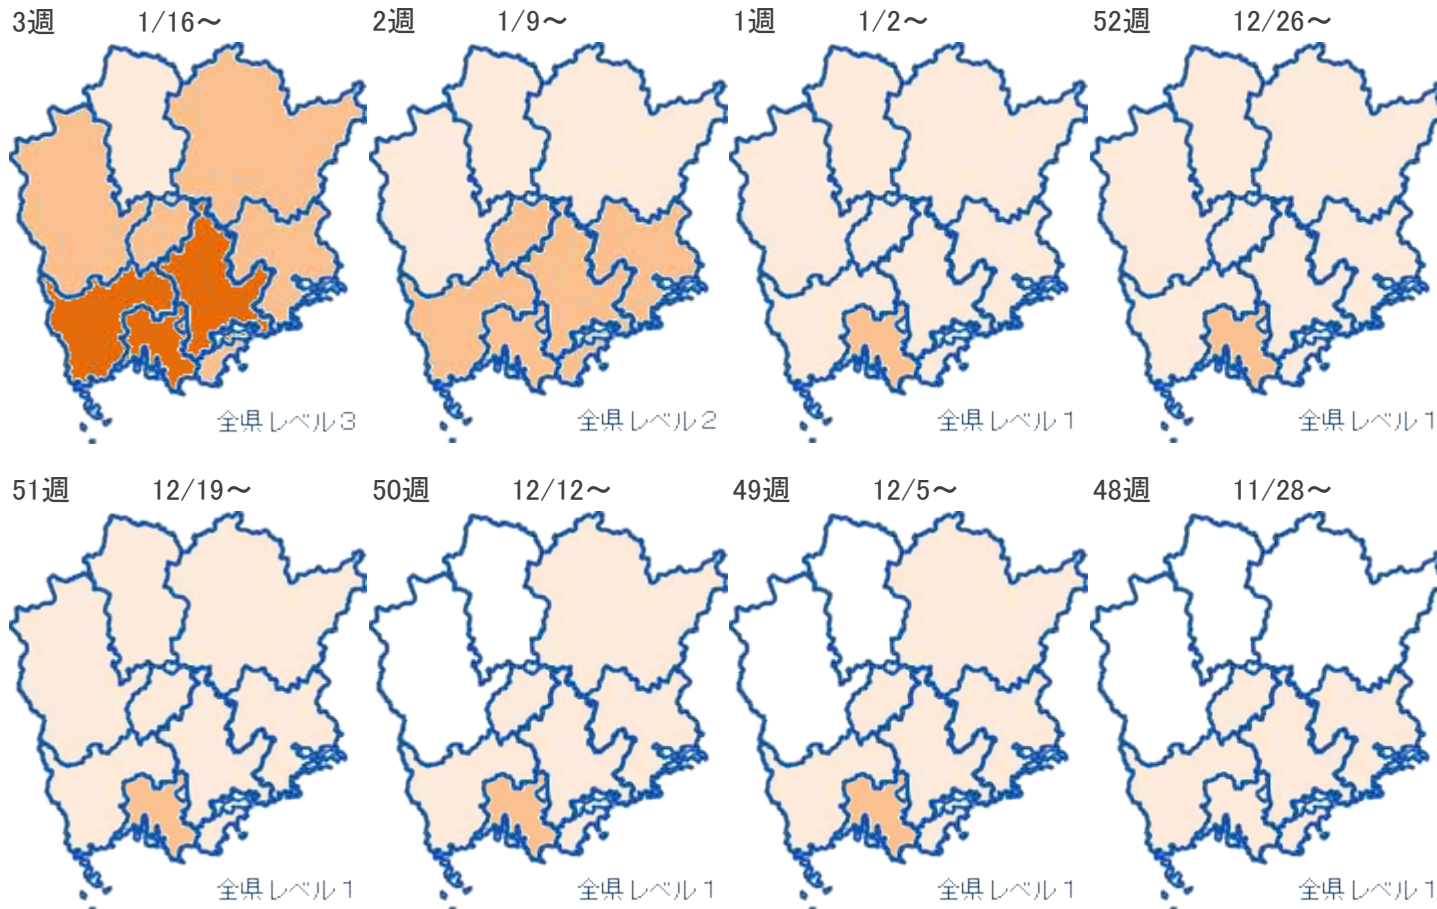 3週 1/16～
2週 1/9～
1週 1/2～
52週 12/26～
全県レベル３
全県レベル２
全県レベル１
全県レベル１
51週 12/19～
50週 12/12～
49週 12/5～
48週 11/28～
全県レベル１
全県レベル１
全県レベル１
全県レベル１